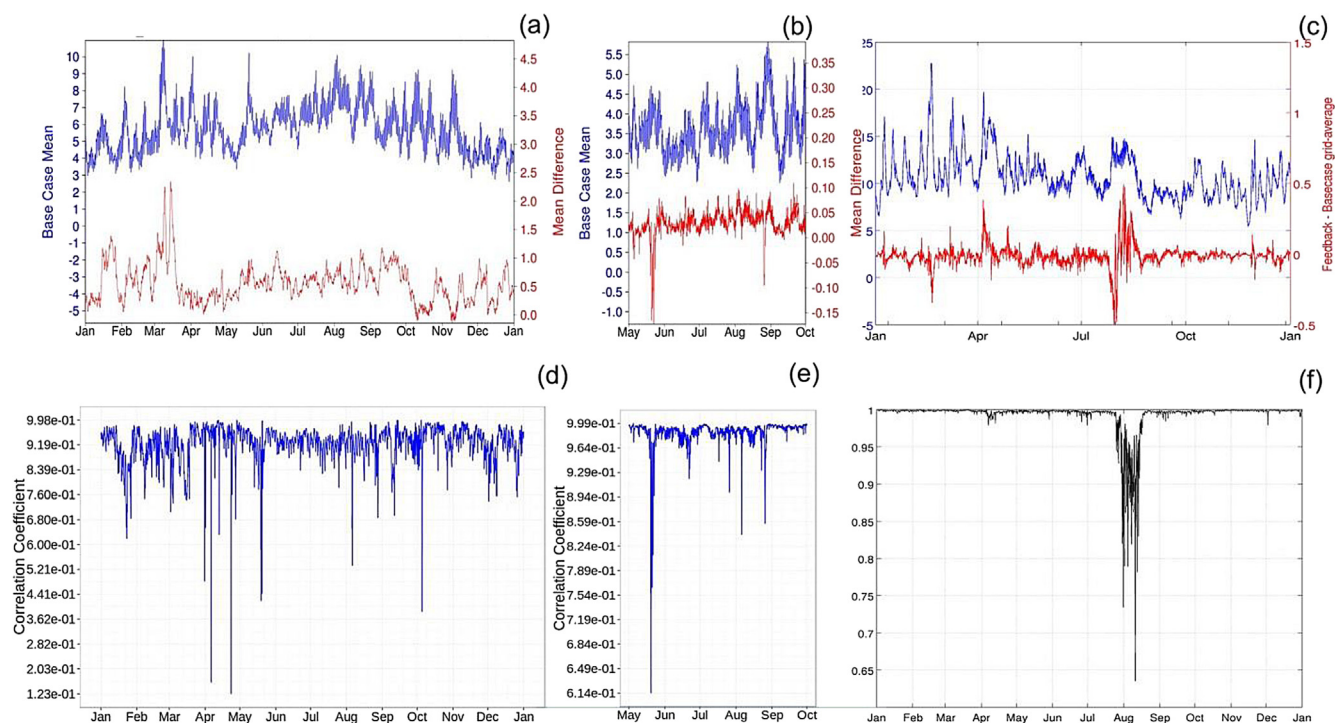 (a)
(b)
(c)
Base Case Mean
10
9
8
7
6
5
4
3
2
1
0
-1
-2
-3
-4
-5
4.5
4.0
3.5
3.0
2.5
2.0
1.5
1.0
0.5
0.0
Mean Difference
Jan Feb Mar Apr May Jun Jul Aug Sep Oct Nov Dec Jan
Base Case Mean
5.5
5.0
4.5
4.0
3.5
3.0
2.5
2.0
1.5
1.0
0.5
0.0
-0.5
-1.0
0.35
0.30
0.25
0.20
0.15
0.10
0.05
0.00
-0.05
-0.10
-0.15
Mean Difference
May Jun Jul Aug Sep Oct
25
20
15
10
5
0
-5
1.5
1
0.5
0
-0.5
Feedback - Basecase grid-average
Jan Apr Jul Oct Jan
(d)
(e)
(f)
Correlation Coefficient
9.98e-01
9.19e-01
8.39e-01
7.60e-01
6.80e-01
6.00e-01
5.21e-01
4.41e-01
3.62e-01
2.82e-01
2.03e-01
1.23e-01
Jan Feb Mar Apr May Jun Jul Aug Sep Oct Nov Dec Jan
Correlation Coefficient
9.99e-01
9.64e-01
9.29e-01
8.94e-01
8.59e-01
8.24e-01
7.89e-01
7.54e-01
7.19e-01
6.84e-01
6.49e-01
6.14e-01
May Jun Jul Aug Sep Oct
1
0.95
0.9
0.85
0.8
0.75
0.7
0.65
Jan Feb Mar Apr May Jun Jul Aug Sep Oct Nov Dec Jan